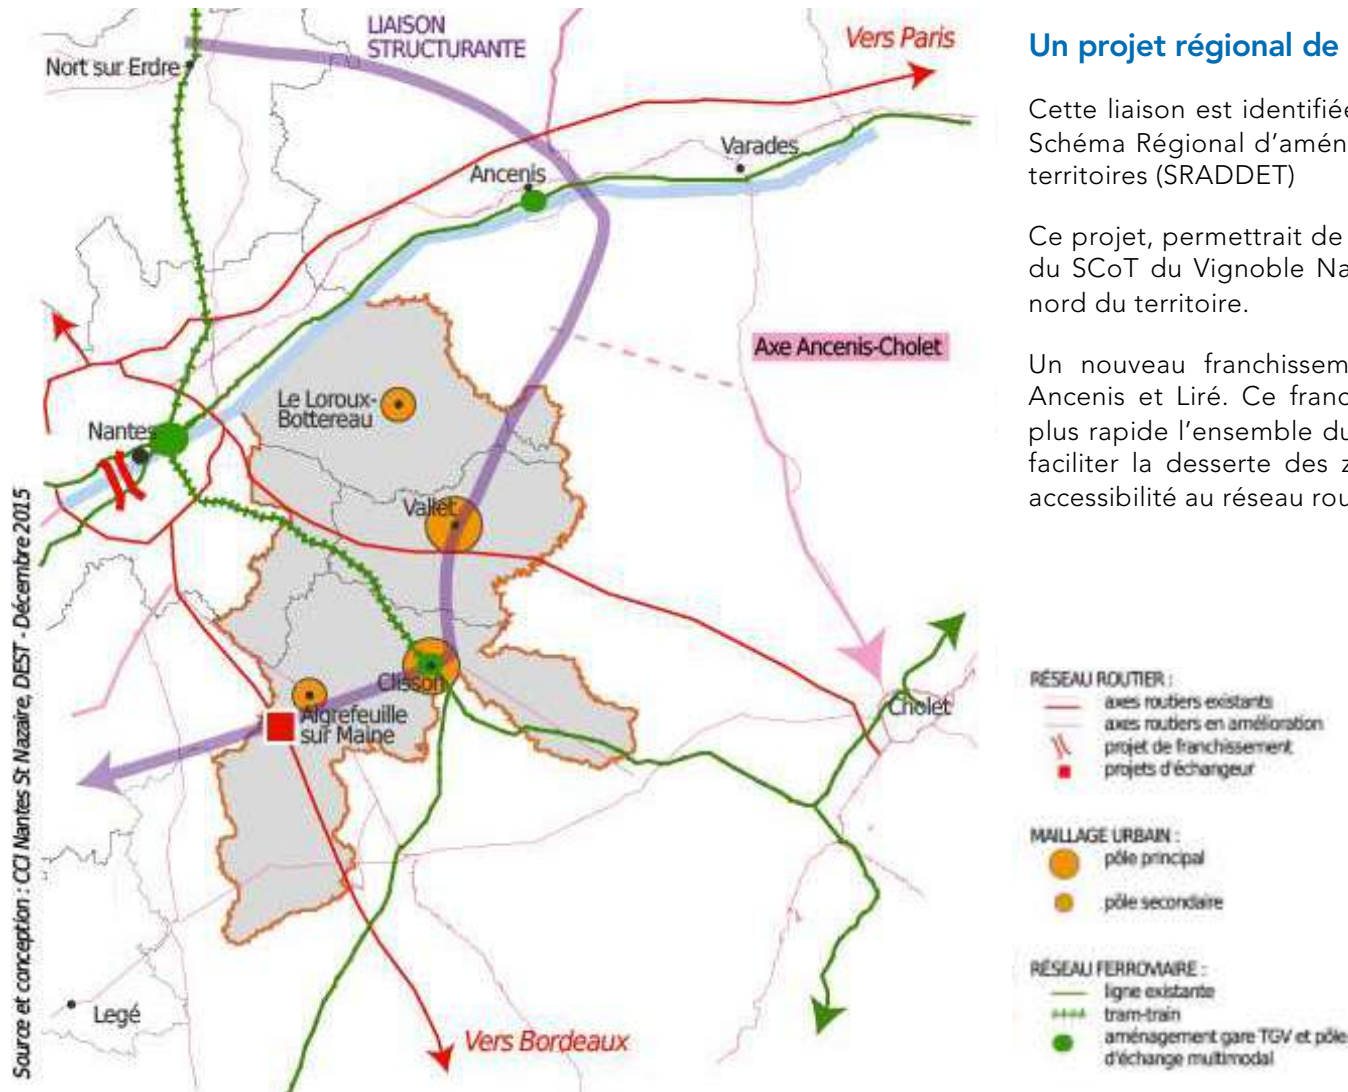 LIAISON
STRUCTURANTE
Vers Paris
Nort sur Erdre
Varades
Ancenis
Axe Ancenis-Cholet
Le Loroux-
Bottereau
Nantes
Vallet
Clisson
Aigrefeuille
sur Maine
Cholet
Legé
Vers Bordeaux
Source et conception : CCI Nantes St Nazaire, DEST - Décembre 2015
Un projet régional de
Cette liaison est identifiée
Schéma Régional d'amén
territoires (SRADDET)
Ce projet, permettrait de
du SCoT du Vignoble Na
nord du territoire.
Un nouveau franchissem
Ancenis et Liré. Ce franc
plus rapide l'ensemble du
faciliter la desserte des z
accessibilité au réseau rou
RÉSEAU ROUTIER :
axes routiers existants
axes routiers en amélioration
projet de franchissement
projets d'échangeur
MAILLAGE URBAIN :
pôle principal
pôle secondaire
RÉSEAU FERROVIAIRE :
ligne existante
tram-train
aménagement gare TGV et pôle
d'échange multimodal